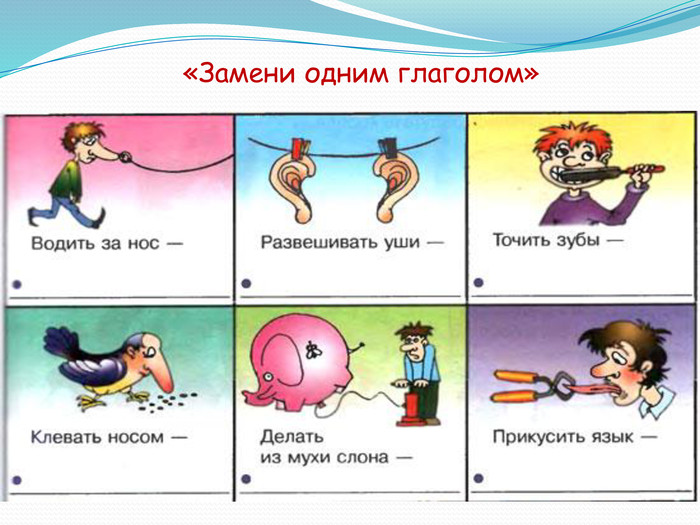 «Замени одним глаголом»
Водить за нос —
Развешивать уши —
Точить зубы —
Клевать носом —
Делать
из мухи слона —
Прикусить язык —